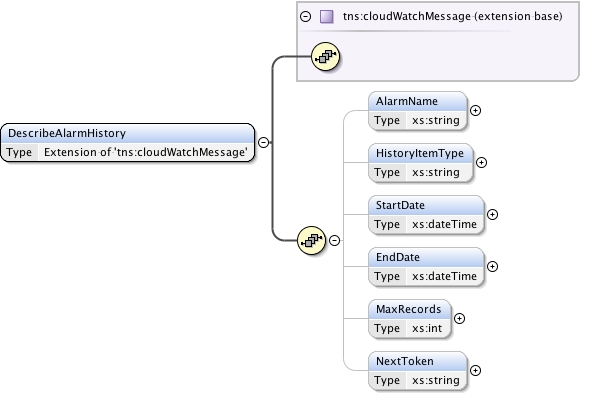 tns:cloudWatchMessage (extension base)
DescribeAlarmHistory
Type Extension of 'tns:cloudWatchMessage'
AlarmName
Type xs:string
HistoryItemType
Type xs:string
StartDate
Type xs:dateTime
EndDate
Type xs:dateTime
MaxRecords
Type xs:int
NextToken
Type xs:string